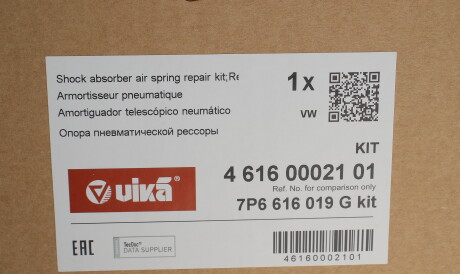 Shock absorber air spring repair kit;Re
1x
Armortisseur pneumatique
VW
Amortiguador telescópico neumático
Опора пневматической рессоры
KIT
4 616 00021 01
Ref. No. for comparison only
7P6 616 019 G kit
vika
EAC
TecDoc
DATA SUPPLIER
46160002101